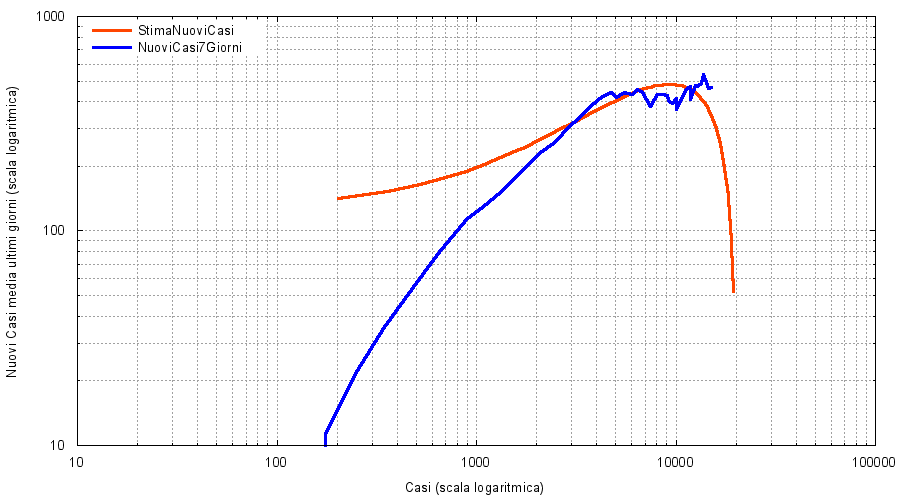 1000
StimaNuoviCasi
NuoviCasi7Giorni
Nuovi Casi media ultimi giorni (scala logaritmica)
100
10
10
100
1000
10000
100000
Casi (scala logaritmica)